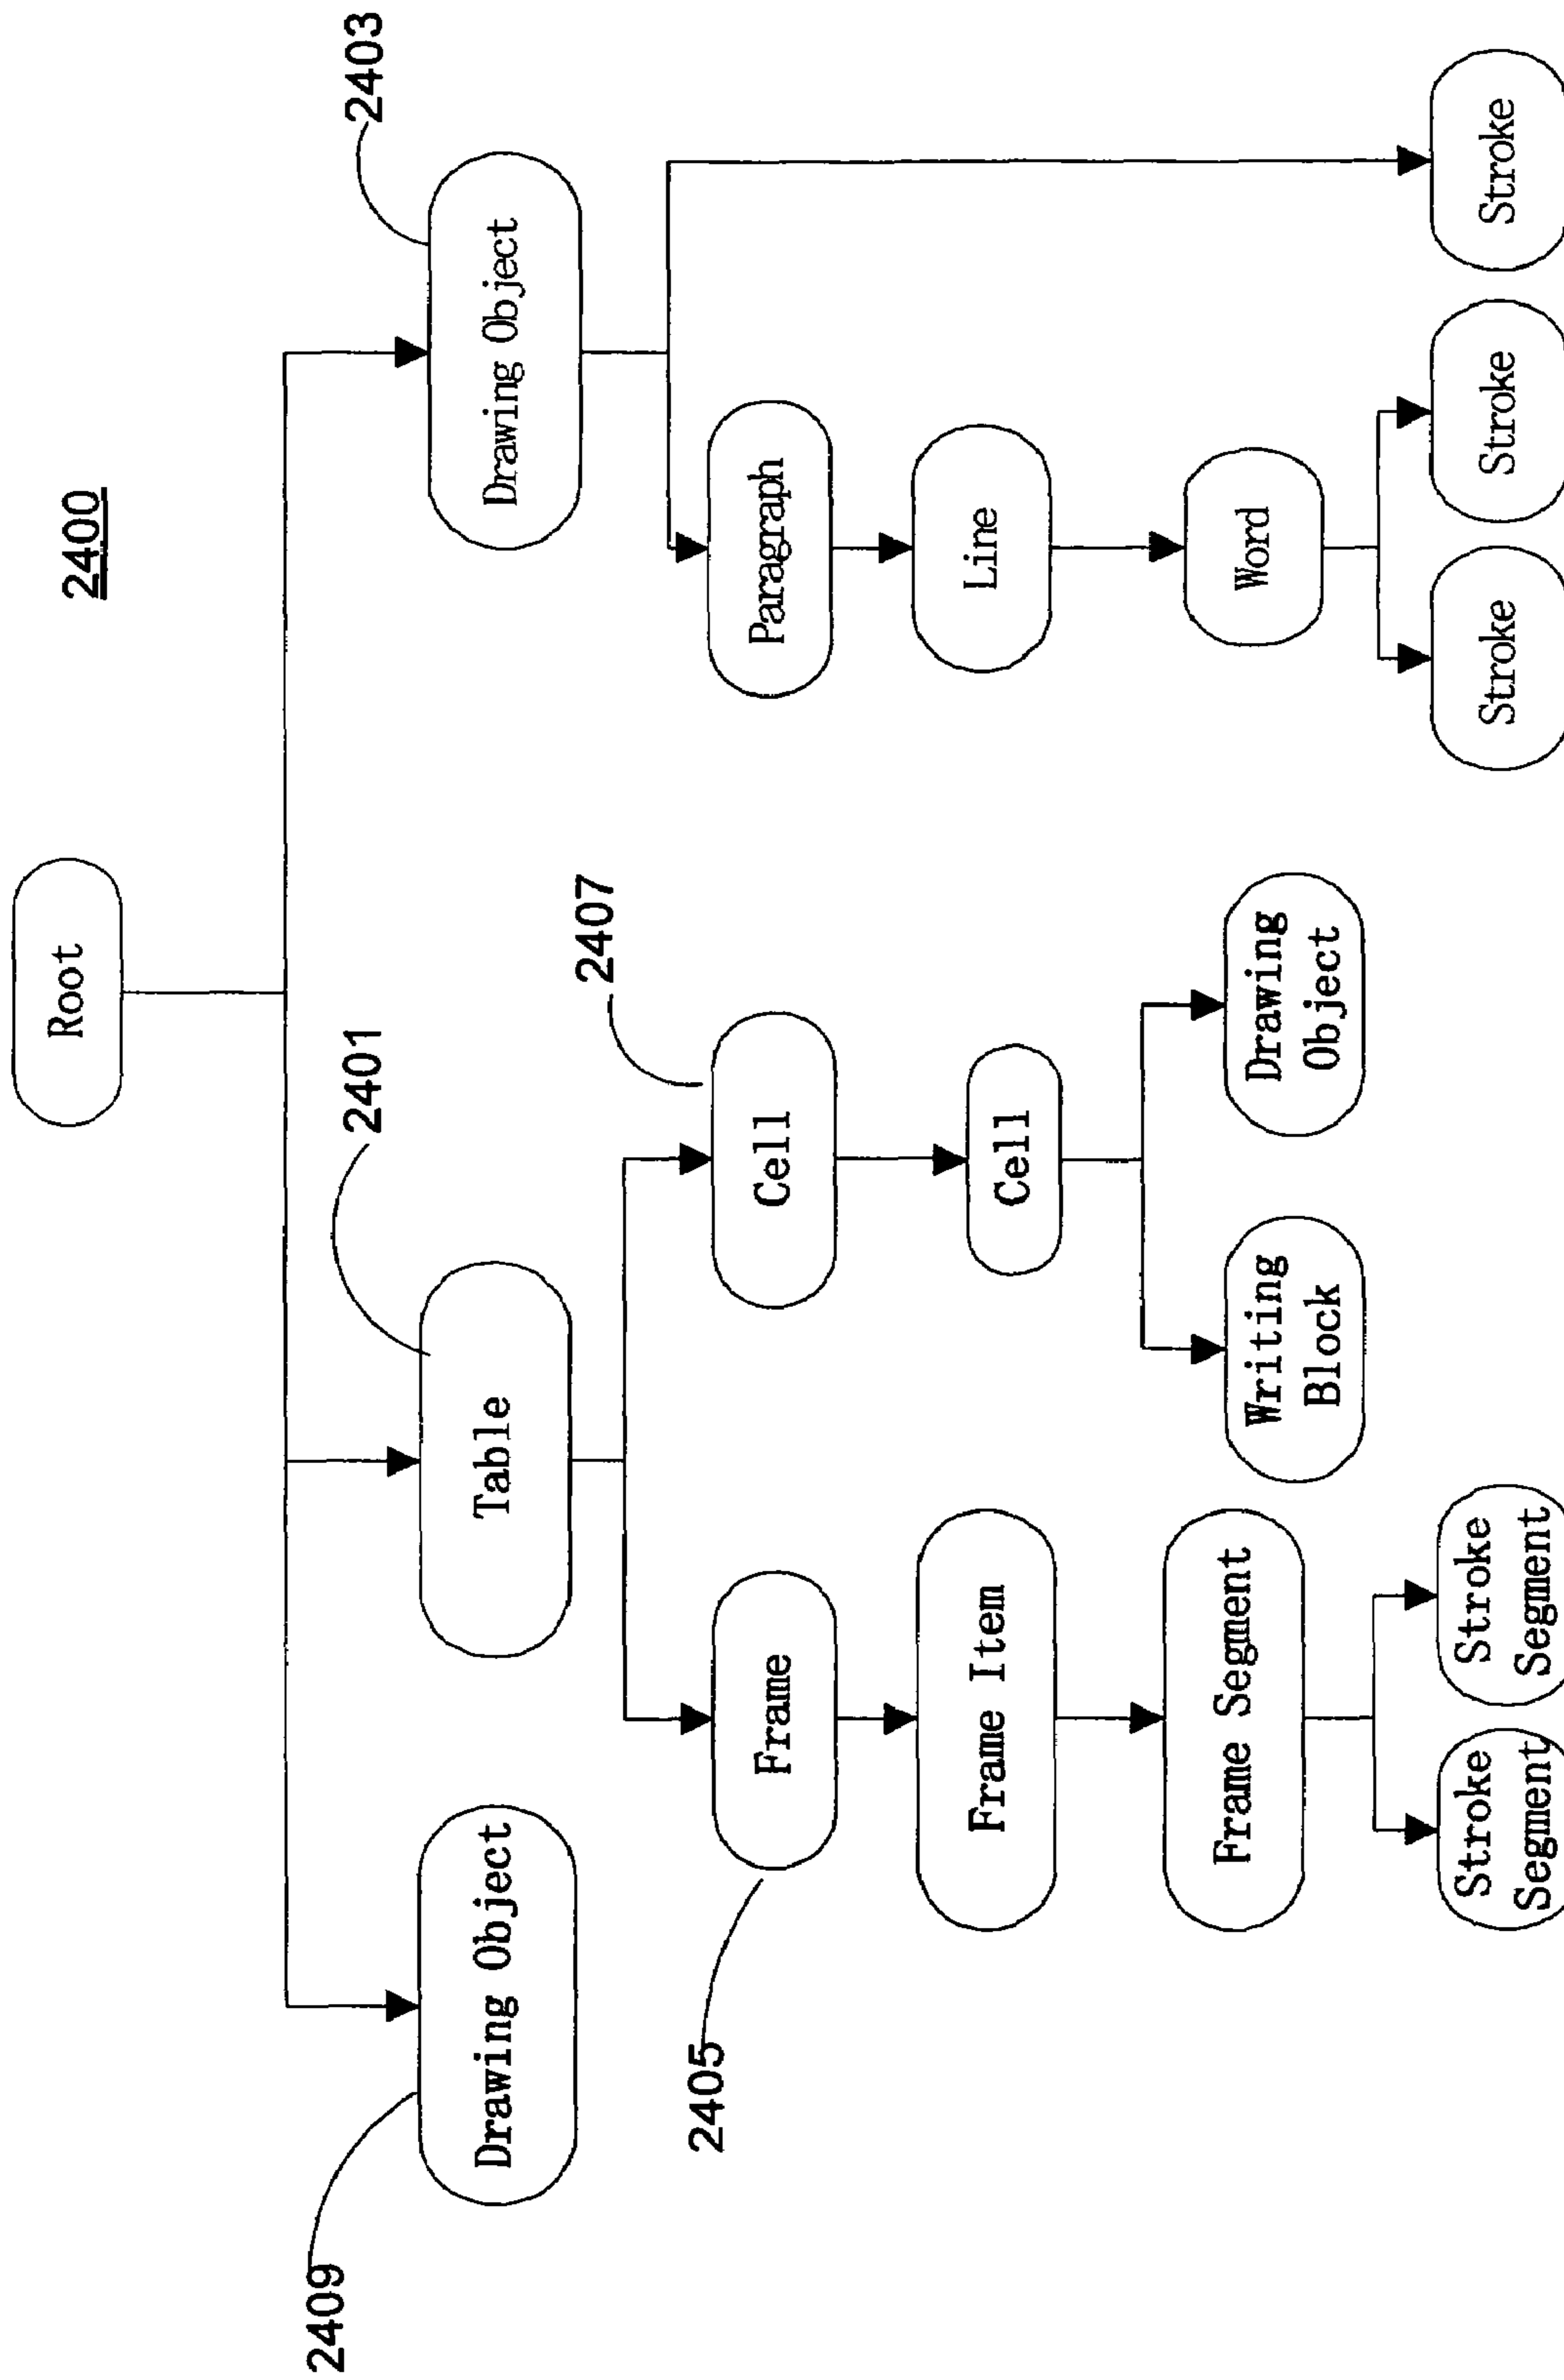 2400
Root
2409
2401
2403
Drawing Object
Table
Drawing Object
2405
2407
Frame
Cell
Paragraph
Frame Item
Cell
Line
Frame Segment
Writing
Block
Drawing
Object
Word
Stroke
Segment
Stroke
Segment
Stroke
Stroke
Stroke